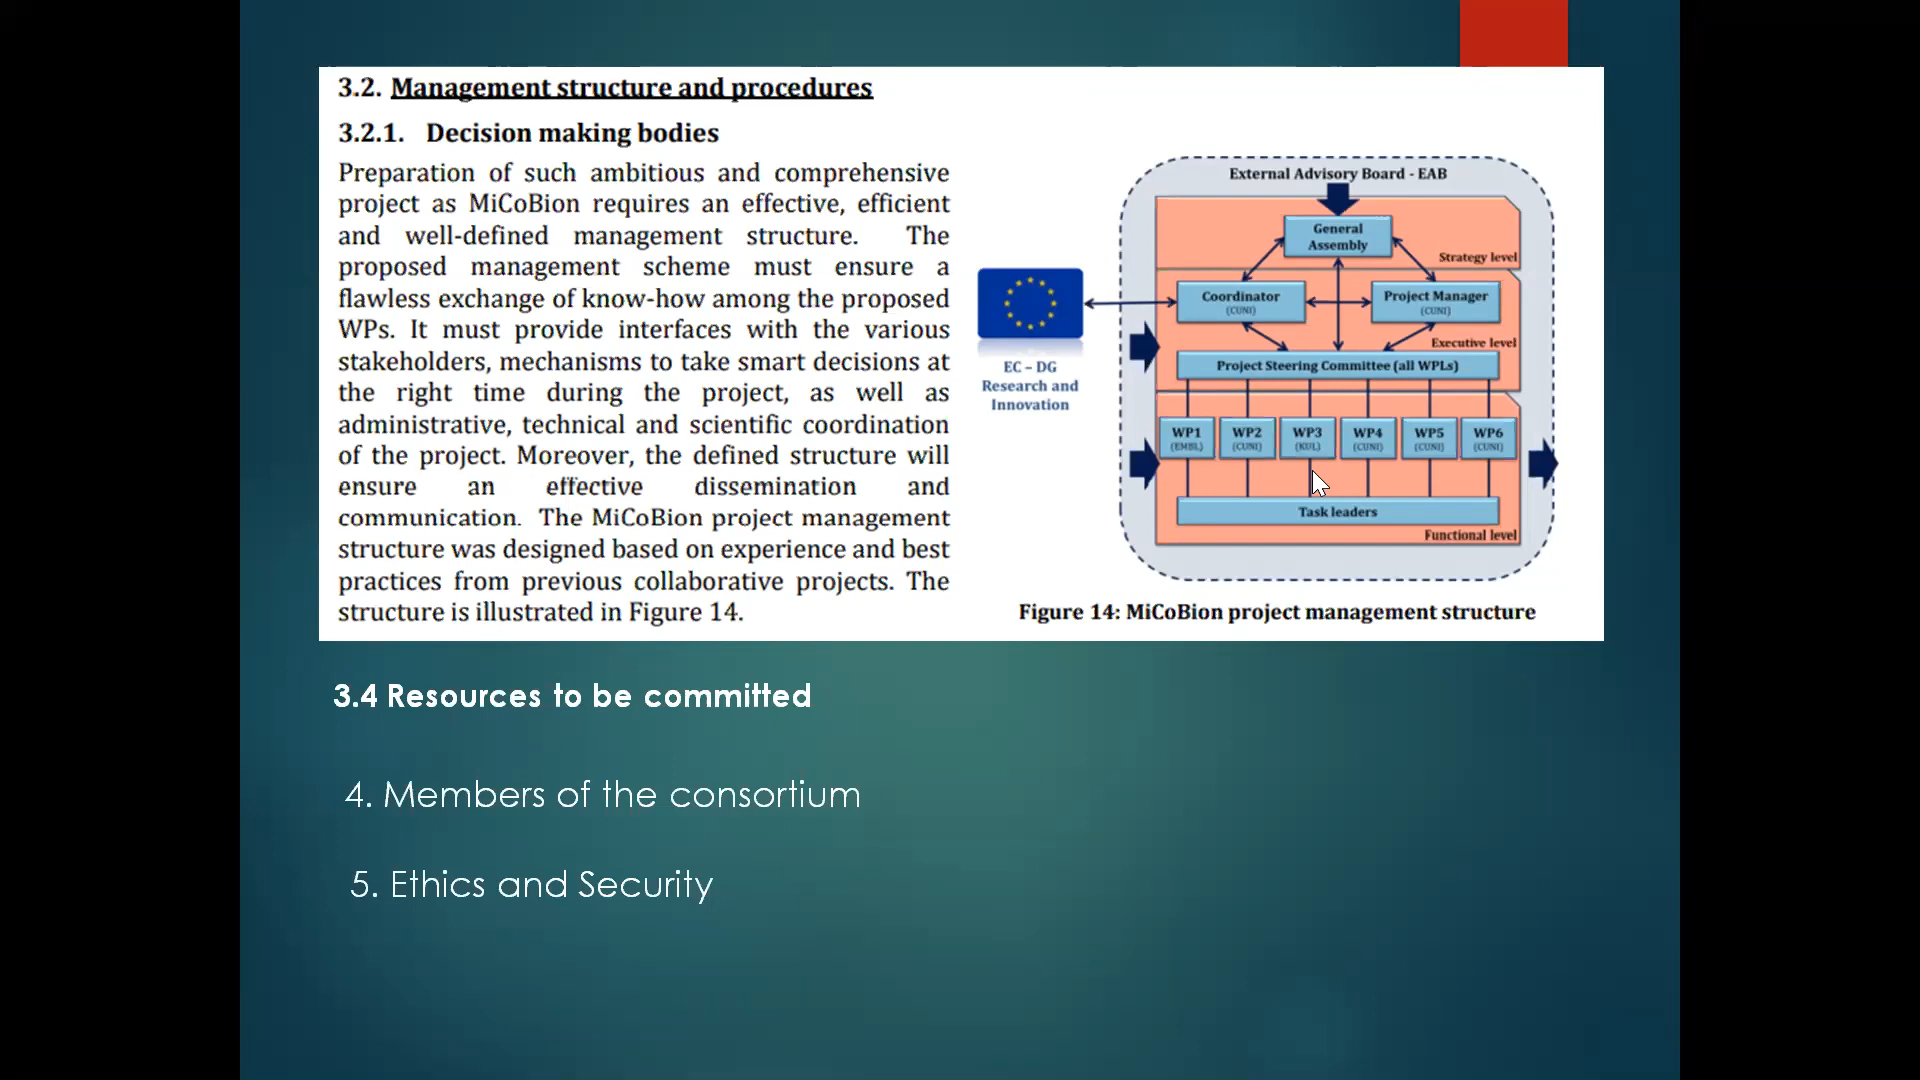 3.2. Management structure and procedures
3.2.1. Decision making bodies
Preparation of such ambitious and comprehensive
project as MiCoBion requires an effective, efficient
and well-defined management structure. The
proposed management scheme must ensure a
flawless exchange of know-how among the proposed
WPs. It must provide interfaces with the various
stakeholders, mechanisms to take smart decisions at
the right time during the project, as well as
administrative, technical and scientific coordination
of the project. Moreover, the defined structure will
ensure an effective dissemination and
communication. The MiCoBion project management
structure was designed based on experience and best
practices from previous collaborative projects. The
structure is illustrated in Figure 14.
External Advisory Board - EAB
General
Assembly
Strategy level
Coordinator
(CUNI)
Project Manager
(CUNI)
Executive level
EC – DG
Research and
Innovation
Project Steering Committee (all WPLs)
WP1
(EMBL)
WP2
(CUNI)
WP3
(KUL)
WP4
(CUNI)
WP5
(CUNI)
WP6
(CUNI)
Task leaders
Functional level
Figure 14: MiCoBion project management structure
3.4 Resources to be committed
4. Members of the consortium
5. Ethics and Security